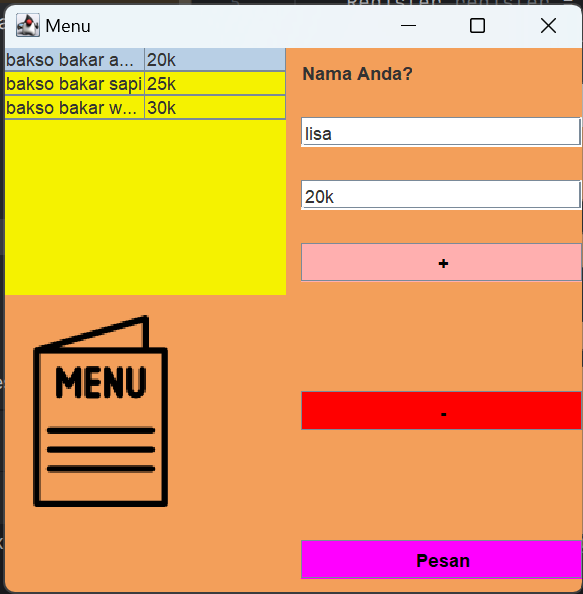 Menu
bakso bakar a... 20k
bakso bakar sapi 25k
bakso bakar w... 30k
Nama Anda?
lisa
20k
+
-
Pesan
MENU